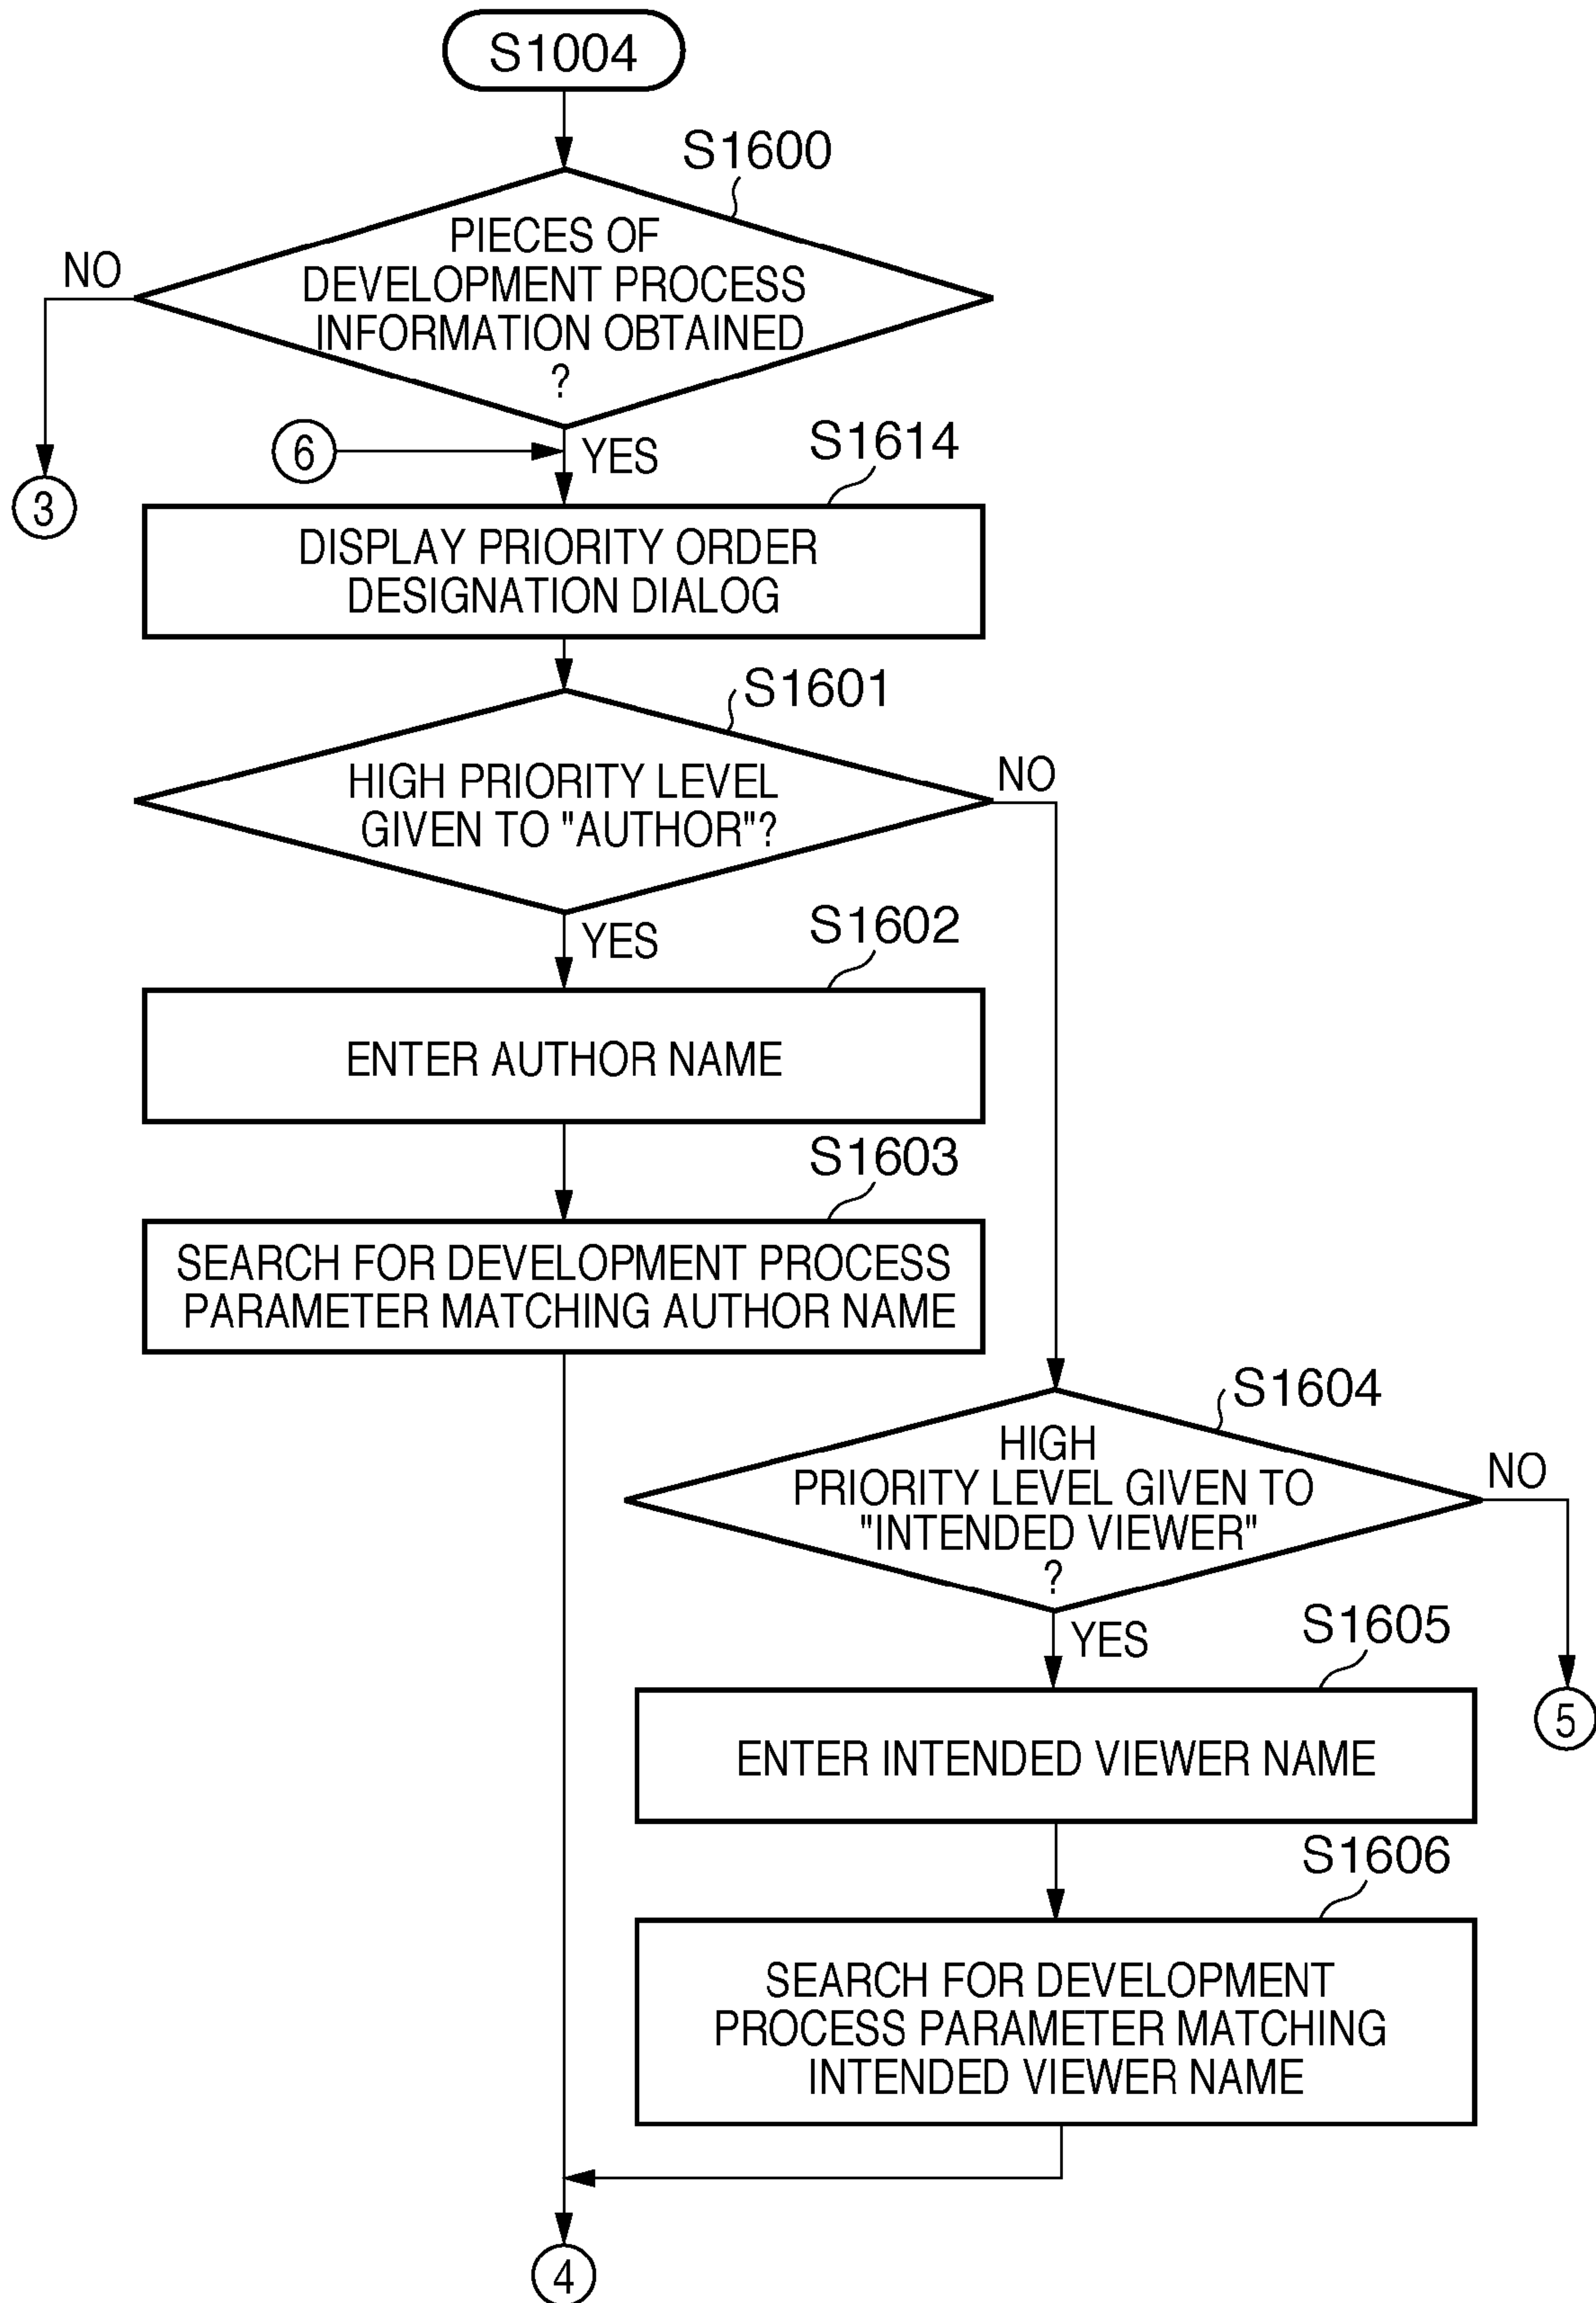 S1004
S1600
PIECES OF
DEVELOPMENT PROCESS
INFORMATION OBTAINED
?
NO
3
6
YES
S1614
DISPLAY PRIORITY ORDER
DESIGNATION DIALOG
S1601
HIGH PRIORITY LEVEL
GIVEN TO "AUTHOR"?
NO
YES
S1602
ENTER AUTHOR NAME
S1603
SEARCH FOR DEVELOPMENT PROCESS
PARAMETER MATCHING AUTHOR NAME
S1604
HIGH
PRIORITY LEVEL GIVEN TO
"INTENDED VIEWER"
?
NO
5
YES
S1605
ENTER INTENDED VIEWER NAME
S1606
SEARCH FOR DEVELOPMENT
PROCESS PARAMETER MATCHING
INTENDED VIEWER NAME
4